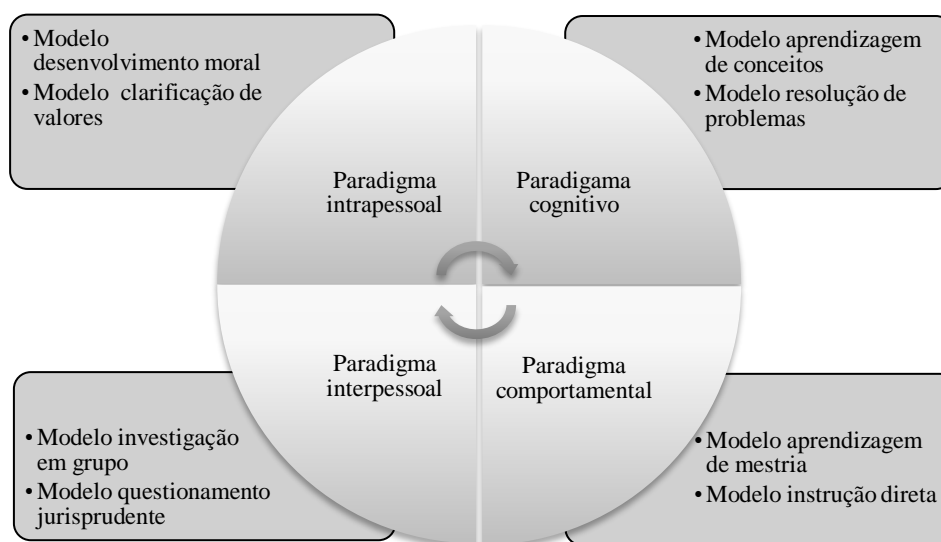 • Modelo
desenvolvimento moral
• Modelo clarificação de
valores
• Modelo aprendizagem
de conceitos
• Modelo resolução de
problemas
Paradigma
intrapessoal
Paradigama
cognitivo
Paradigma
interpessoal
Paradigma
comportamental
• Modelo investigação
em grupo
• Modelo questionamento
jurisprudente
• Modelo aprendizagem
de mestria
• Modelo instrução direta